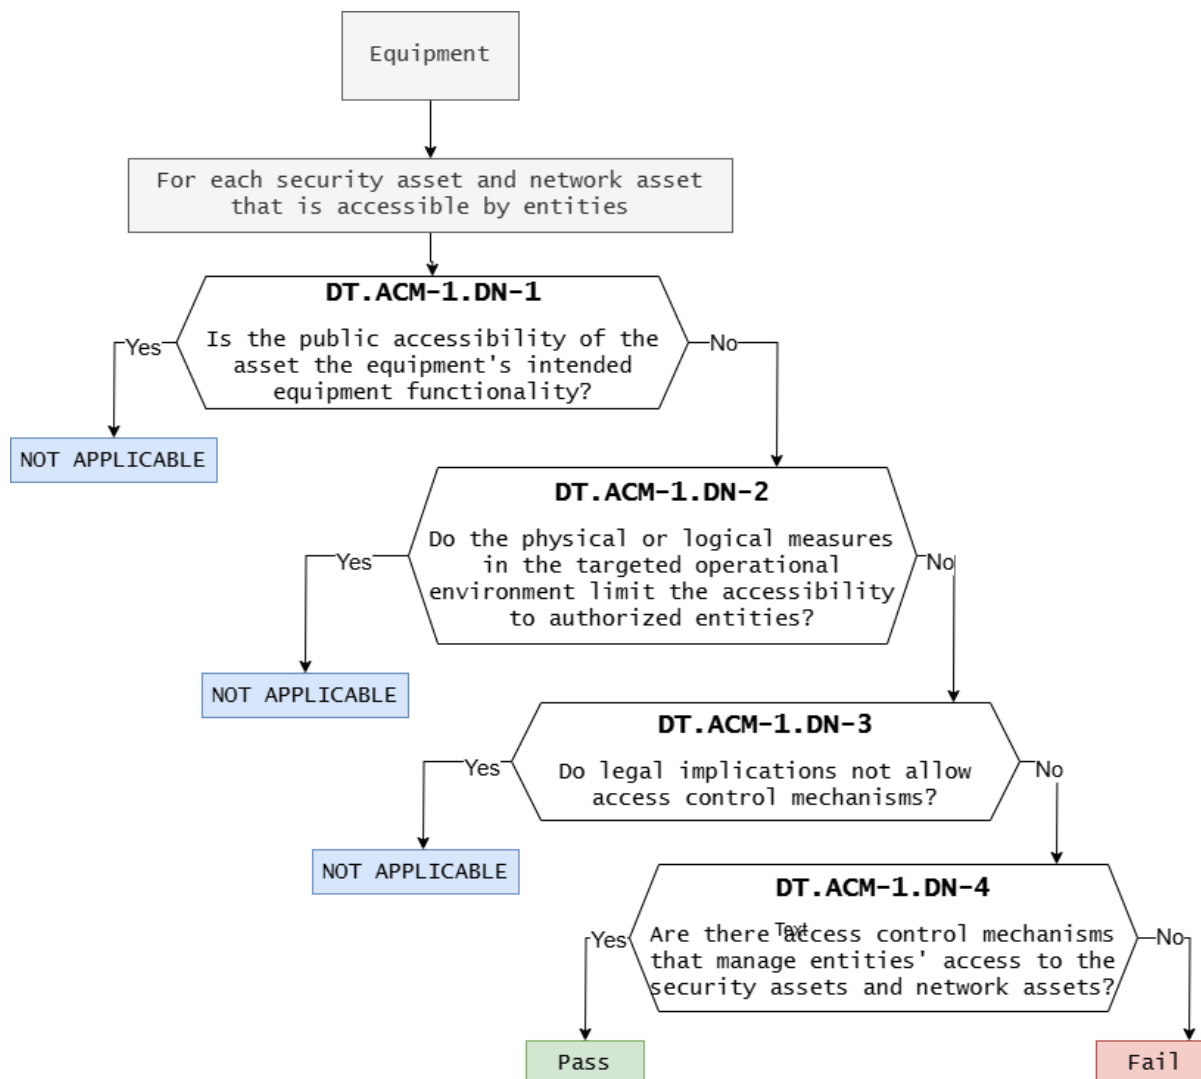 Equipment
For each security asset and network asset
that is accessible by entities
DT.ACM-1.DN-1
Is the public accessibility of the
asset the equipment's intended
equipment functionality?
Yes
No
NOT APPLICABLE
DT.ACM-1.DN-2
Do the physical or logical measures
in the targeted operational
environment limit the accessibility
to authorized entities?
Yes
No
NOT APPLICABLE
DT.ACM-1.DN-3
Do legal implications not allow
access control mechanisms?
Yes
No
NOT APPLICABLE
DT.ACM-1.DN-4
Text
Are there access control mechanisms
that manage entities' access to the
security assets and network assets?
Yes
No
Pass
Fail